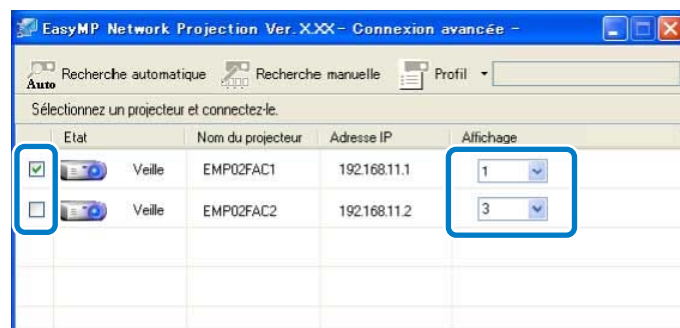 EasyMP Network Projection Ver. X.XX - Connexion avancée -
Auto Recherche automatique Recherche manuelle Profil
Sélectionnez un projecteur et connectez-le.
Etat Nom du projecteur Adresse IP Affichage
Veille EMP02FAC1 192.168.11.1 1
Veille EMP02FAC2 192.168.11.2 3